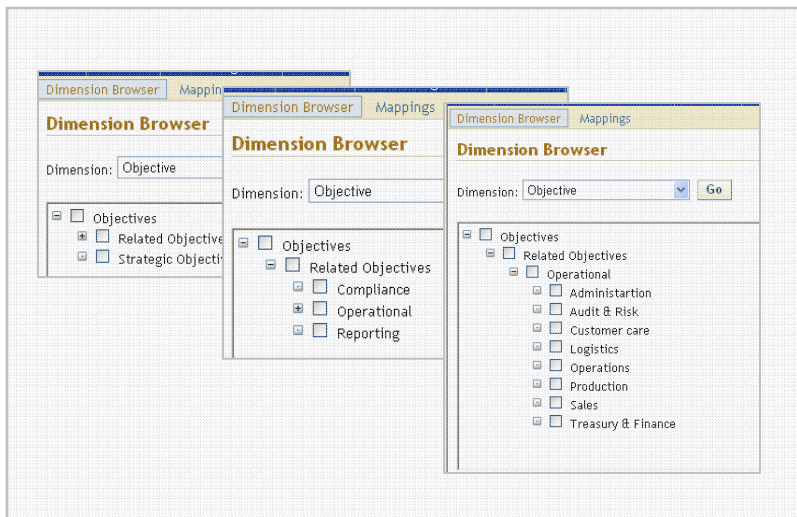 Dimension Browser Mappin
Dimension Browser
Dimension: Objective
Objectives
Related Objective
Strategic Objecti
Dimension Browser Mappings
Dimension Browser
Dimension: Objective
Objectives
Related Objectives
Compliance
Operational
Reporting
Dimension Browser Mappings
Dimension Browser
Dimension: Objective Go
Objectives
Related Objectives
Operational
Administartion
Audit & Risk
Customer care
Logistics
Operations
Production
Sales
Treasury & Finance